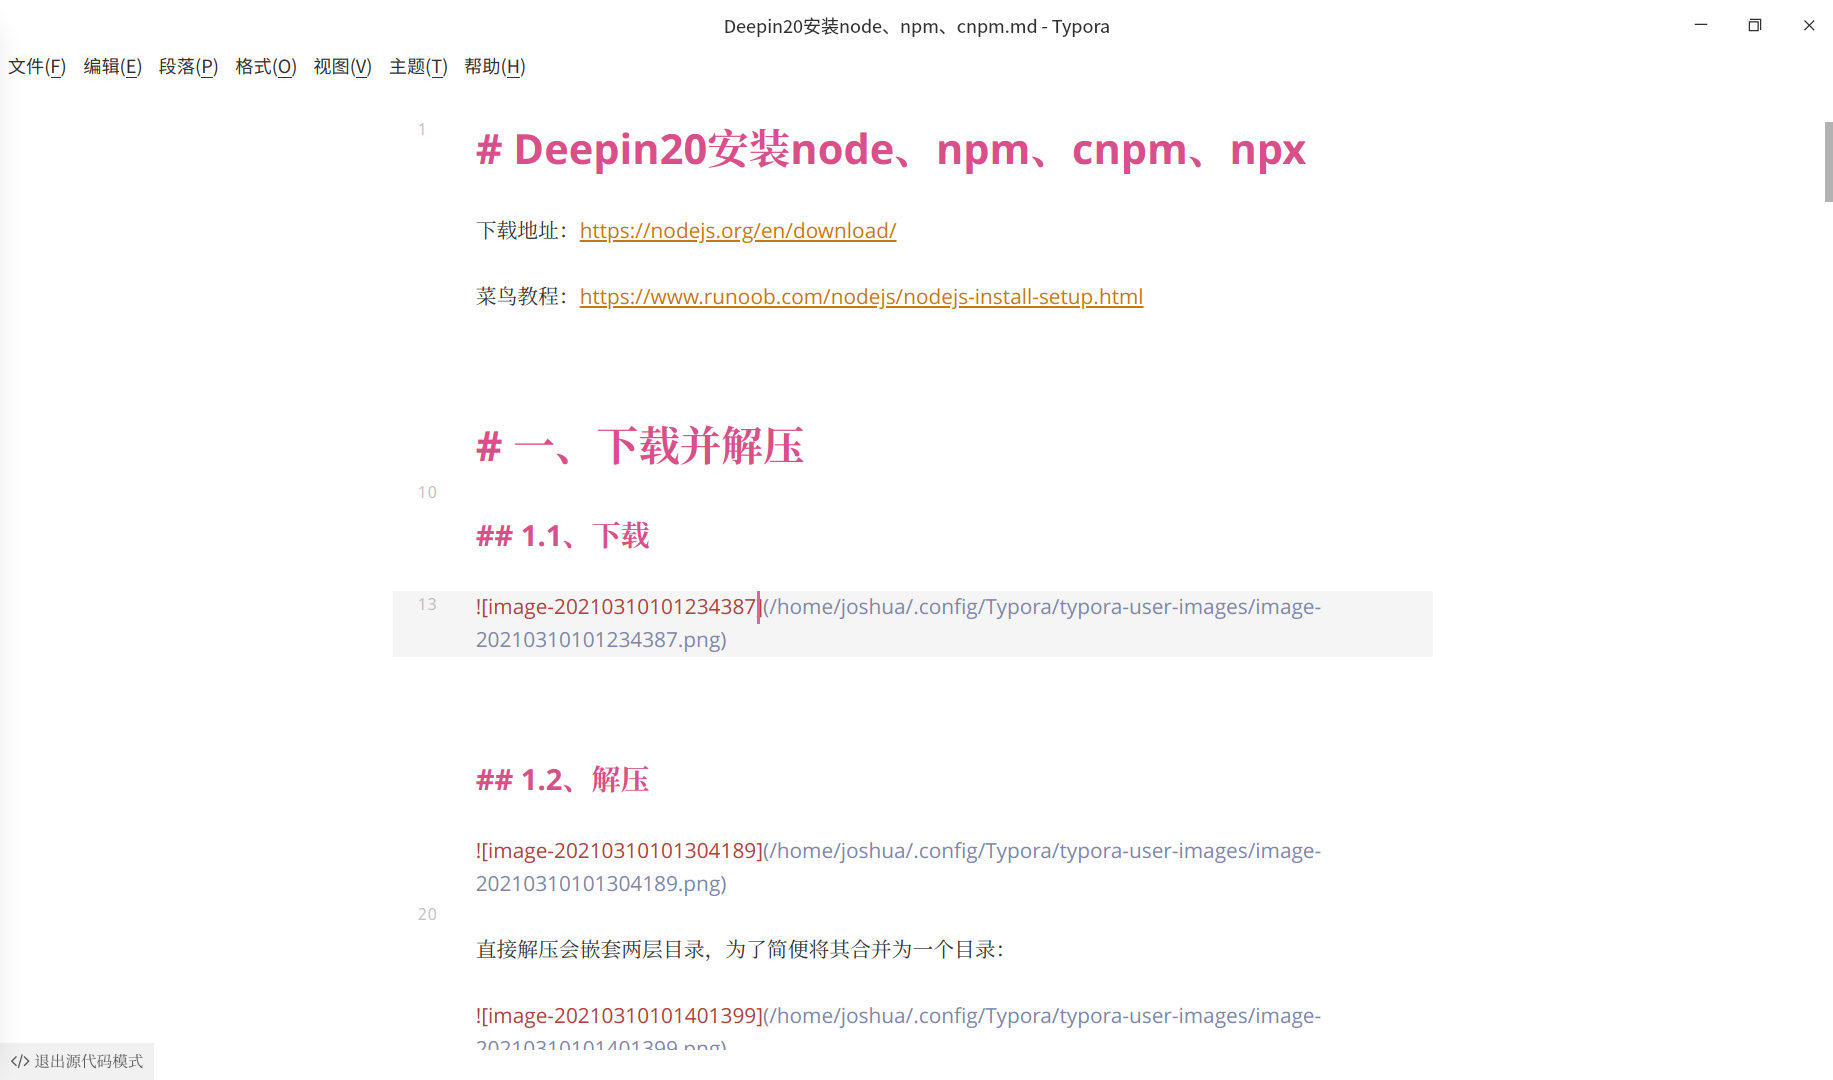 Deepin20安装node、npm、cnpm.md - Typora
文件(F) 编辑(E) 段落(P) 格式(O) 视图(V) 主题(T) 帮助(H)
1
# Deepin20安装node、npm、cnpm、npx
下载地址：https://nodejs.org/en/download/
菜鸟教程：https://www.runoob.com/nodejs/nodejs-install-setup.html
# 一、下载并解压
10
## 1.1、下载
13
![image-20210310101234387](/home/joshua/.config/Typora/typora-user-images/image-
20210310101234387.png)
## 1.2、解压
![image-20210310101304189](/home/joshua/.config/Typora/typora-user-images/image-
20210310101304189.png)
20
直接解压会嵌套两层目录，为了简便将其合并为一个目录：
![image-20210310101401399](/home/joshua/.config/Typora/typora-user-images/image-
20210310101401399.png)
</> 退出源代码模式